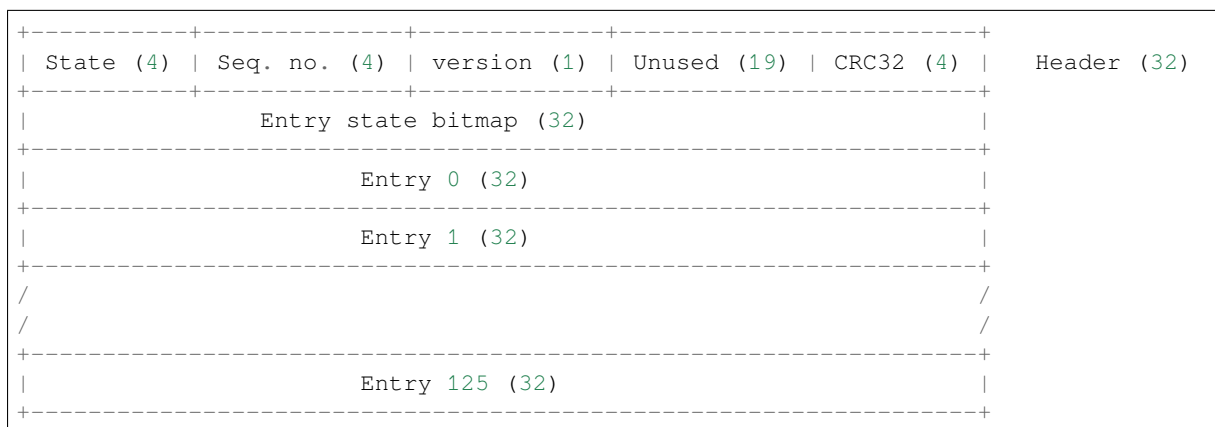 +-----------+--------------+-------------+-------------------------+
| State (4) | Seq. no. (4) | version (1) | Unused (19) | CRC32 (4) |   Header (32)
+-----------+--------------+-------------+-------------------------+
|                Entry state bitmap (32)                           |
+------------------------------------------------------------------+
|                       Entry 0 (32)                               |
+------------------------------------------------------------------+
|                       Entry 1 (32)                               |
+------------------------------------------------------------------+
/                                                                  /
/                                                                  /
+------------------------------------------------------------------+
|                       Entry 125 (32)                             |
+------------------------------------------------------------------+